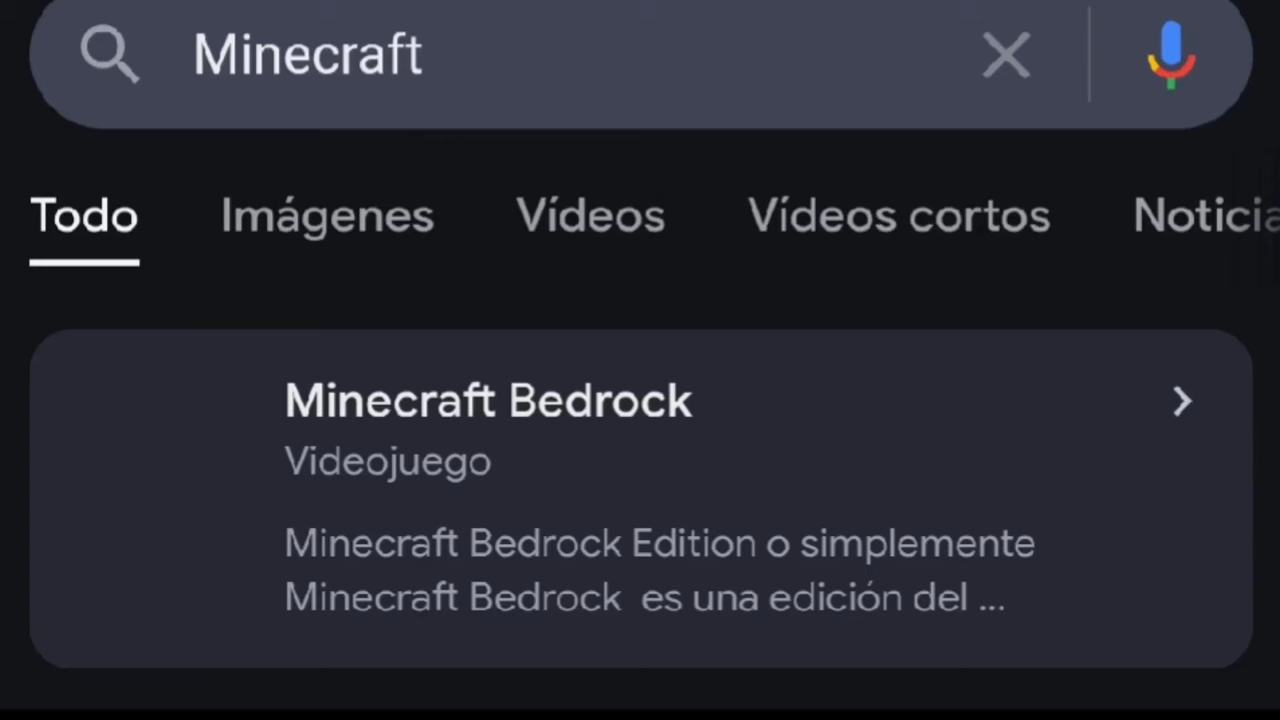 Minecraft
Todo Imágenes Vídeos Vídeos cortos Noticia
Minecraft Bedrock
Videojuego
Minecraft Bedrock Edition o simplemente
Minecraft Bedrock es una edición del ...